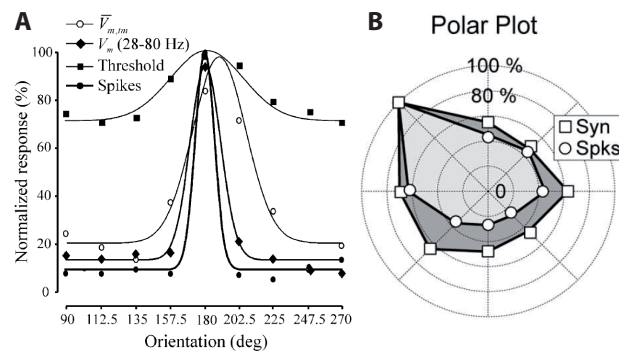 A
V̅m,tm
Vm (28-80 Hz)
Threshold
Spikes
Normalized response (%)
100
80
60
40
20
0
90 112.5 135 157.5 180 202.5 225 247.5 270
Orientation (deg)
B
Polar Plot
100 %
80 %
0
Syn
Spks